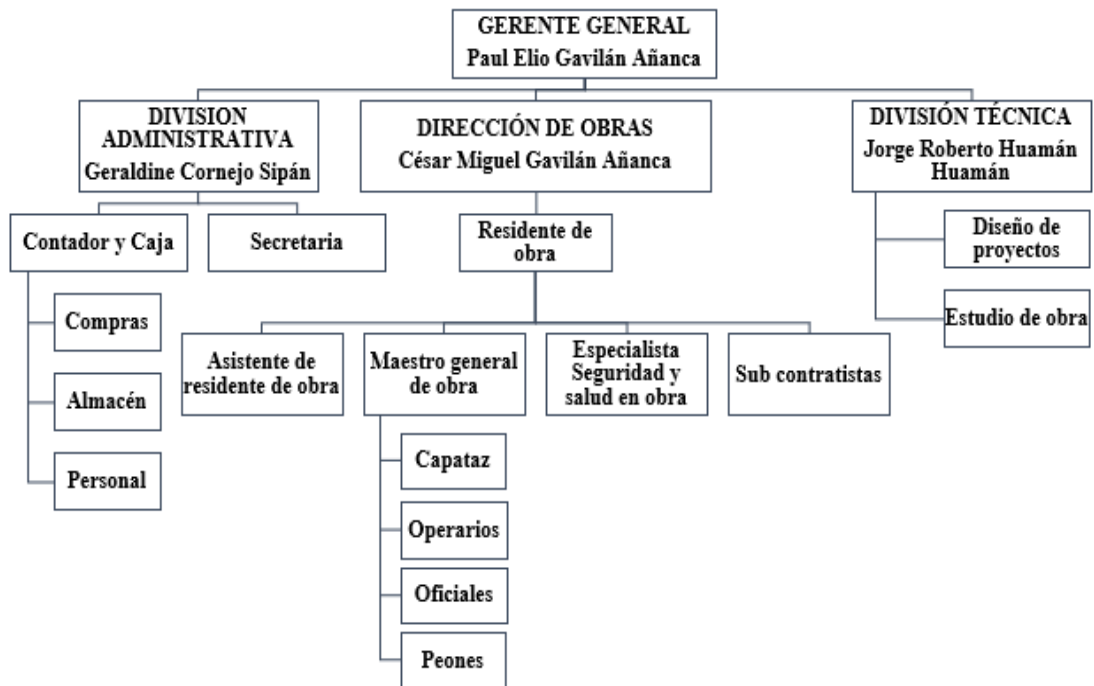 GERENTE GENERAL
Paul Elio Gavilán Añanca
DIVISION
ADMINISTRATIVA
Geraldine Cornejo Sipán
DIRECCIÓN DE OBRAS
César Miguel Gavilán Añanca
DIVISIÓN TÉCNICA
Jorge Roberto Huamán
Huamán
Contador y Caja
Secretaria
Residente de
obra
Diseño de
proyectos
Estudio de obra
Compras
Almacén
Personal
Asistente de
residente de obra
Maestro general
de obra
Especialista
Seguridad y
salud en obra
Sub contratistas
Capataz
Operarios
Oficiales
Peones